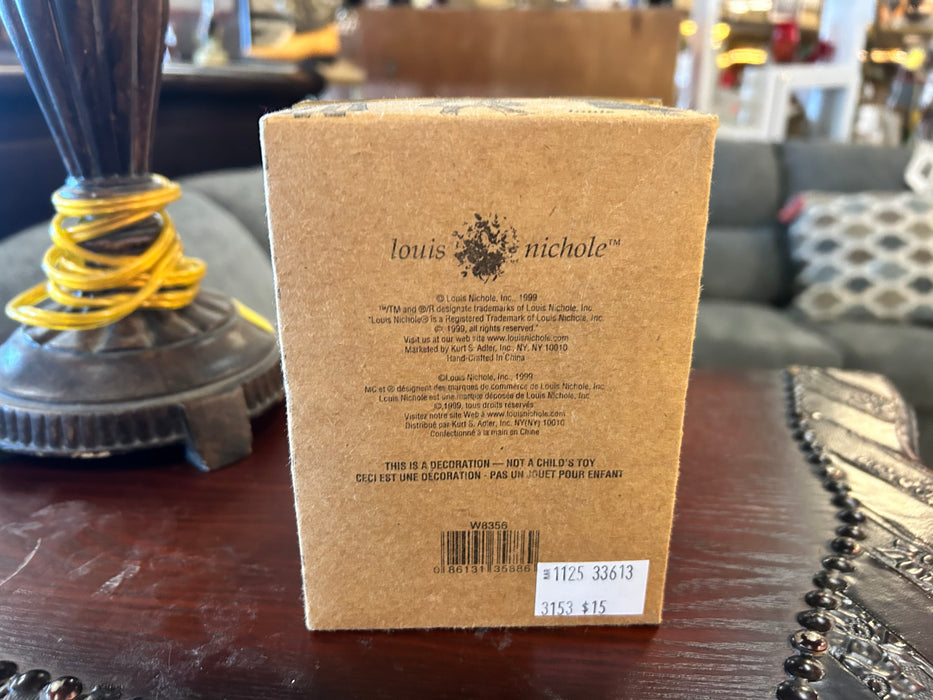 louis nichole™
© Louis Nichole, Inc., 1999
™/TM and ®/R designate trademarks of Louis Nichole, Inc.
"Louis Nichole® is a Registered Trademark of Louis Nichole, Inc.
© 1999, all rights reserved."
Visit us at our web site www.louisnichole.com
Marketed by Kurt S. Adler, Inc., NY, NY 10010
Hand-Crafted In China
©Louis Nichole, Inc., 1999
MC et ® désignent des marques de commerce de Louis Nichole, Inc.
Louis Nichole est une marque déposée de Louis Nichole, Inc.
© 1999, tous droits réservés
Visitez notre site Web à www.louisnichole.com
Distribué par Kurt S. Adler, Inc. NY(NY) 10010
Confectionné à la main en Chine
THIS IS A DECORATION — NOT A CHILD'S TOY
CECI EST UNE DÉCORATION - PAS UN JOUET POUR ENFANT
W8356
0 86131 35886
1125 33613
3153 $15